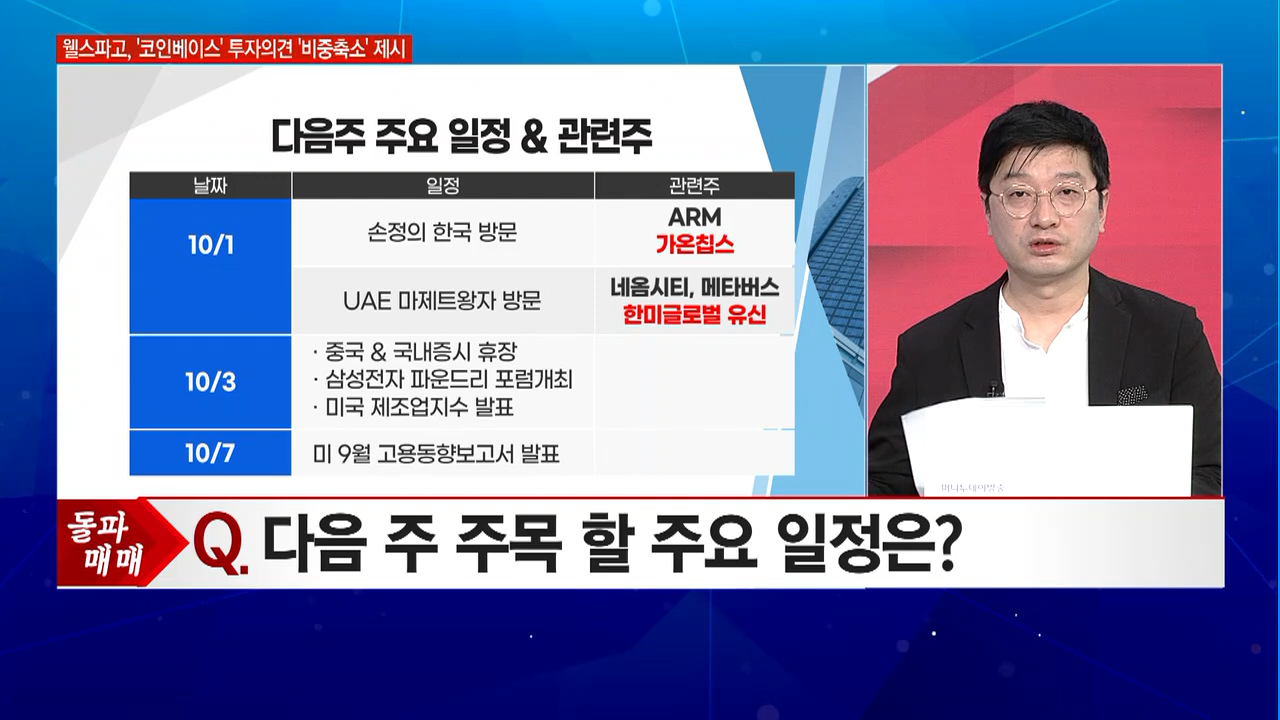 웰스파고, '코인베이스' 투자의견 '비중축소' 제시
다음주 주요 일정 & 관련주
날짜 일정 관련주
10/1
손정의 한국 방문
ARM
가온칩스
UAE 마제트왕자 방문
네옴시티, 메타버스
한미글로벌 유신
10/3
· 중국 & 국내증시 휴장
· 삼성전자 파운드리 포럼개최
· 미국 제조업지수 발표
10/7
미 9월 고용동향보고서 발표
돌파
매매
Q. 다음 주 주목 할 주요 일정은?